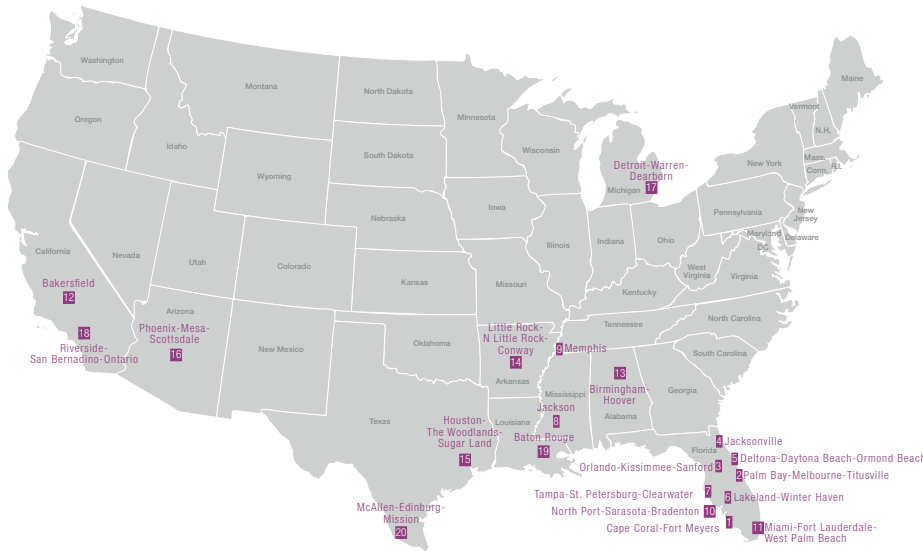 Washington
Oregon
Idaho
Montana
North Dakota
South Dakota
Wyoming
Nebraska
Minnesota
Wisconsin
Iowa
Michigan
Detroit-Warren-
Dearborn
17
Maine
Vermont
N.H.
Mass.
Conn.
R.I.
New York
Pennsylvania
New
Jersey
Maryland
Delaware
DC
Ohio
Indiana
Illinois
West
Virginia
Virginia
Kentucky
Missouri
Kansas
Colorado
Utah
Nevada
California
Bakersfield
12
18
Riverside-
San Bernadino-Ontario
Arizona
Phoenix-Mesa-
Scottsdale
16
New Mexico
Oklahoma
Texas
Little Rock-
N Little Rock-
Conway
14
Arkansas
Tennessee
9
Memphis
North Carolina
South Carolina
Georgia
13
Birmingham-
Hoover
Alabama
Mississippi
Jackson
8
Louisiana
Baton Rouge
19
Houston-
The Woodlands-
Sugar Land
15
McAllen-Edinburg-
Mission
20
Florida
4 Jacksonville
5 Deltona-Daytona Beach-Ormond Beach
Orlando-Kissimmee-Sanford 3
2 Palm Bay-Melbourne-Titusville
Tampa-St. Petersburg-Clearwater 7
6 Lakeland-Winter Haven
North Port-Sarasota-Bradenton 10
Cape Coral-Fort Meyers 1
11 Miami-Fort Lauderdale-
West Palm Beach